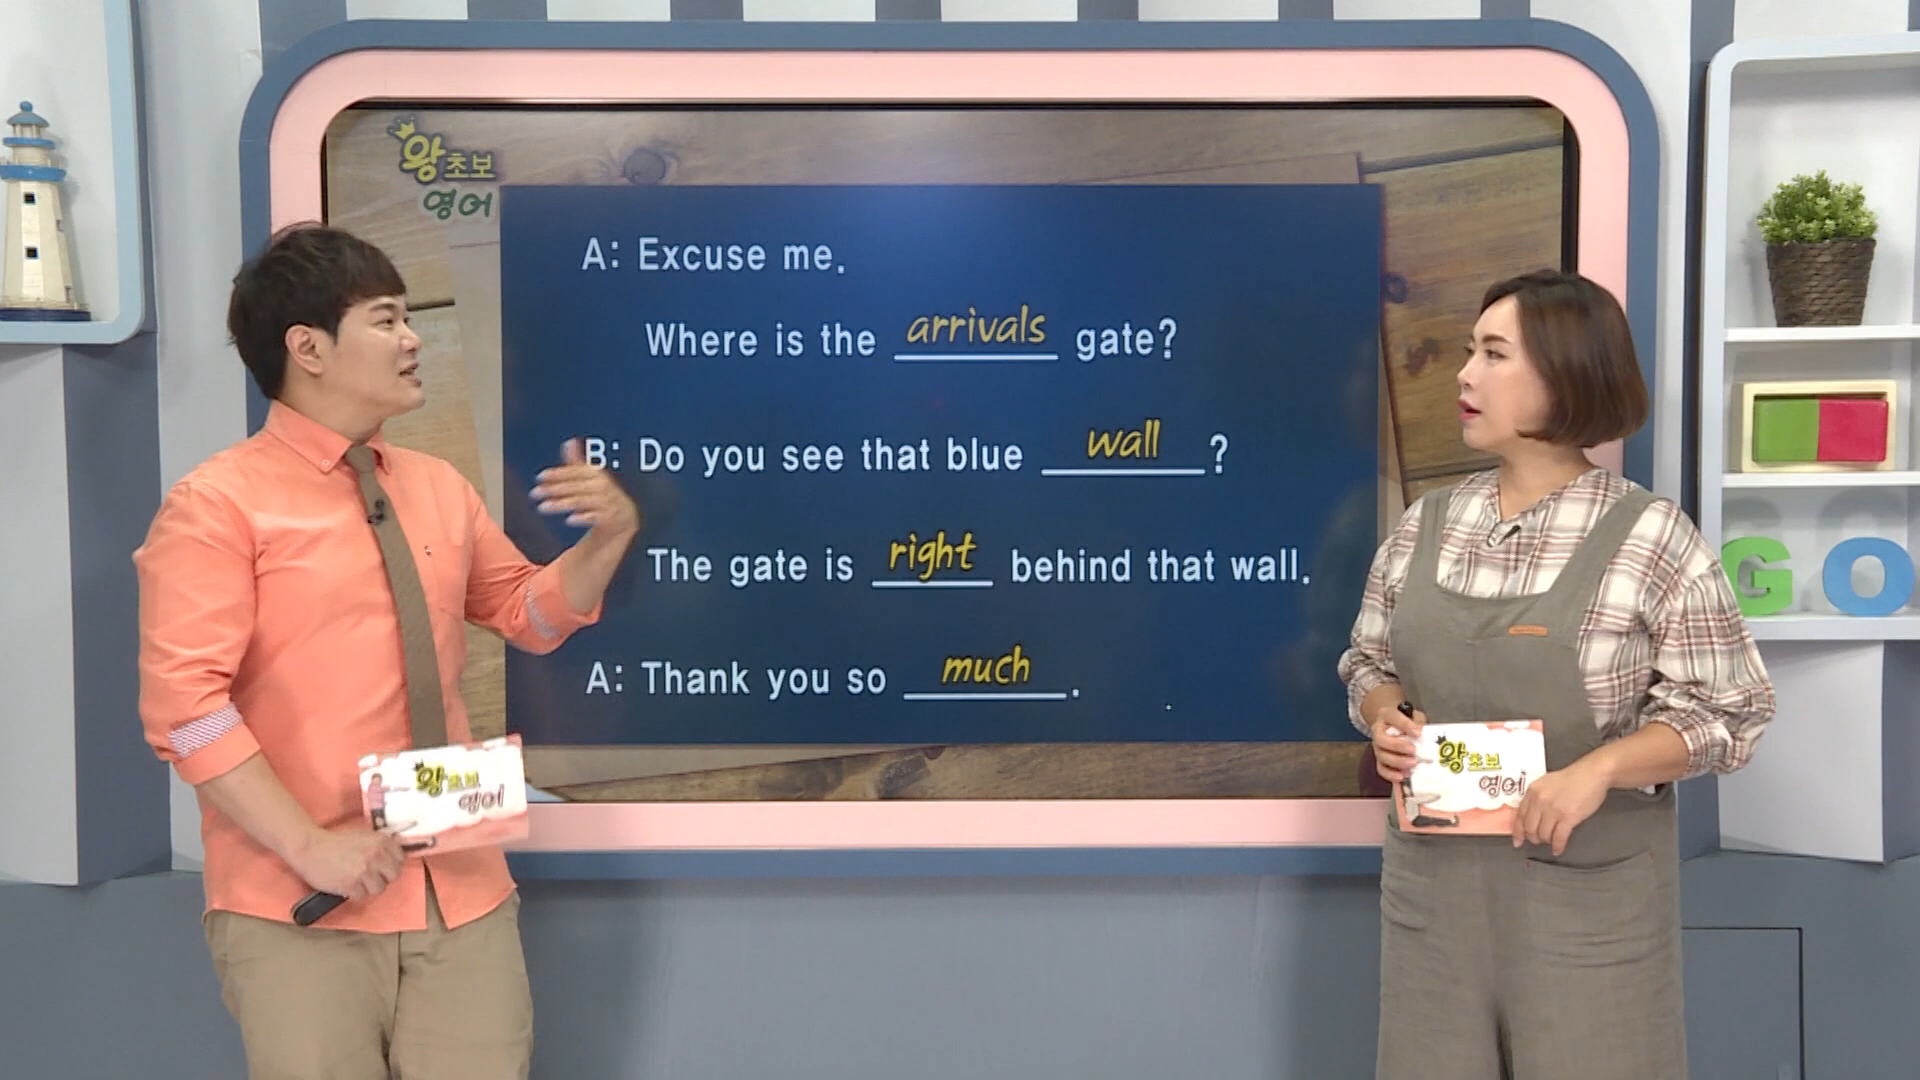 왕초보
영어
A: Excuse me.
Where is the arrivals gate?
B: Do you see that blue wall?
The gate is right behind that wall.
A: Thank you so much.
왕초보
영어
왕초보
영어
GO